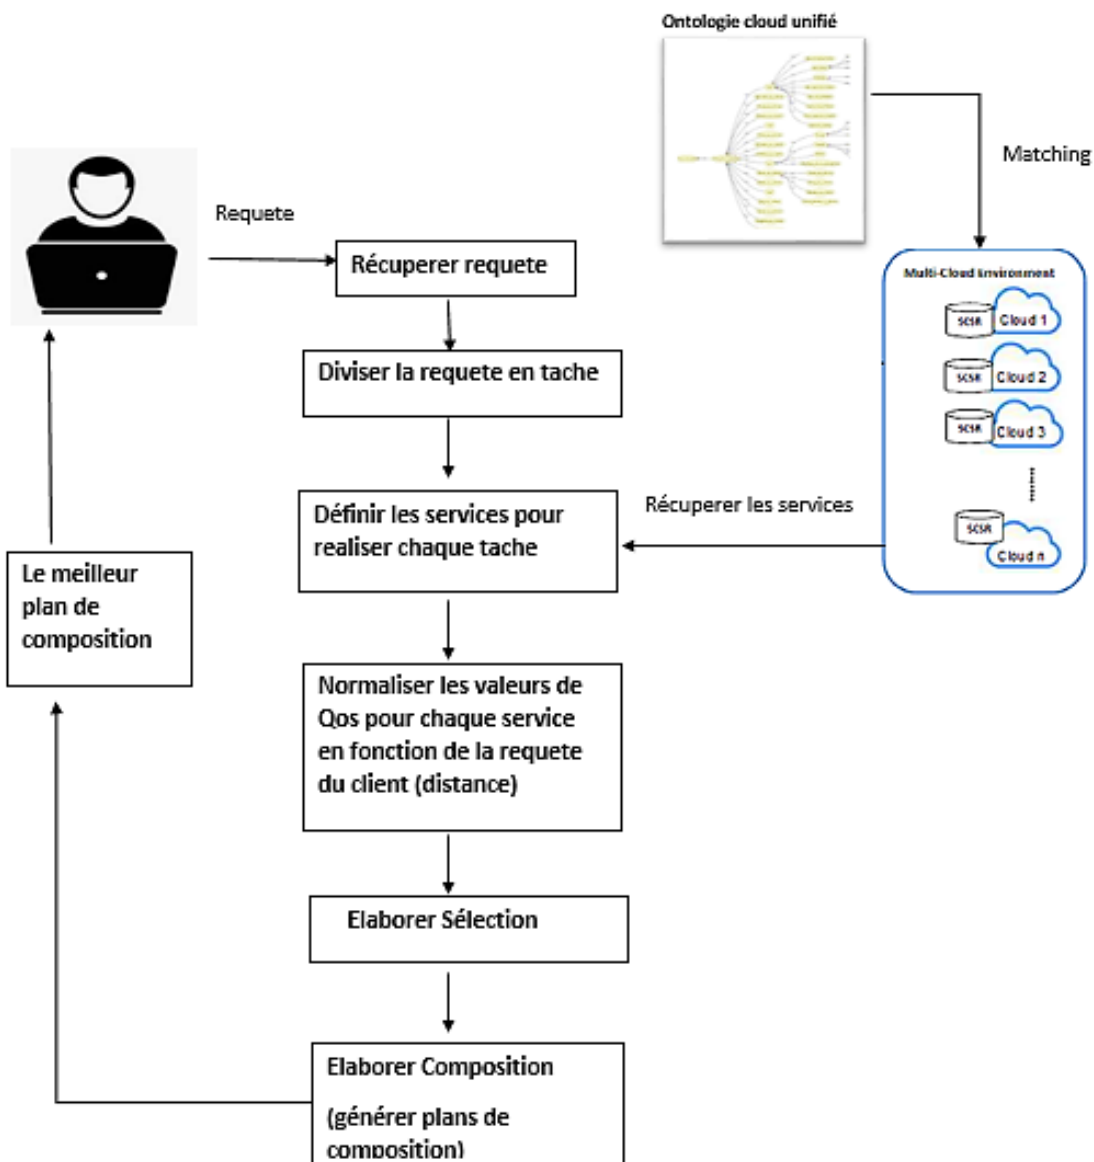 Ontologie cloud unifié
Matching
Requete
Récuperer requete
Multi-Cloud Environment
SCSR
Cloud 1
Diviser la requete en tache
SCSR
Cloud 2
SCSR
Cloud 3
Définir les services pour
realiser chaque tache
Récuperer les services
SCSR
Cloud n
Le meilleur
plan de
composition
Normaliser les valeurs de
Qos pour chaque service
en fonction de la requete
du client (distance)
Elaborer Sélection
Elaborer Composition
(générer plans de
composition)